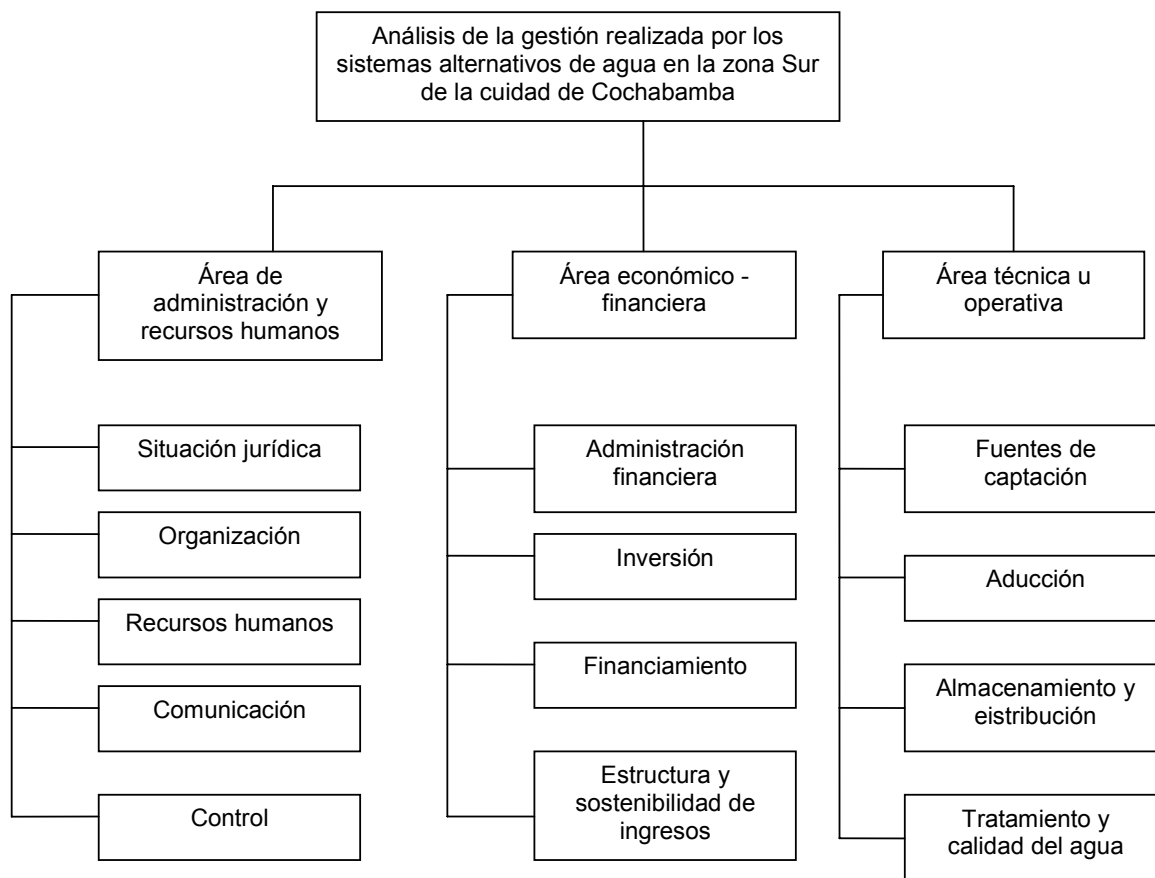 Análisis de la gestión realizada por los
sistemas alternativos de agua en la zona Sur
de la cuidad de Cochabamba
Área de
administración y
recursos humanos
Situación jurídica
Organización
Recursos humanos
Comunicación
Control
Área económico -
financiera
Administración
financiera
Inversión
Financiamiento
Estructura y
sostenibilidad de
ingresos
Área técnica u
operativa
Fuentes de
captación
Aducción
Almacenamiento y
eistribución
Tratamiento y
calidad del agua